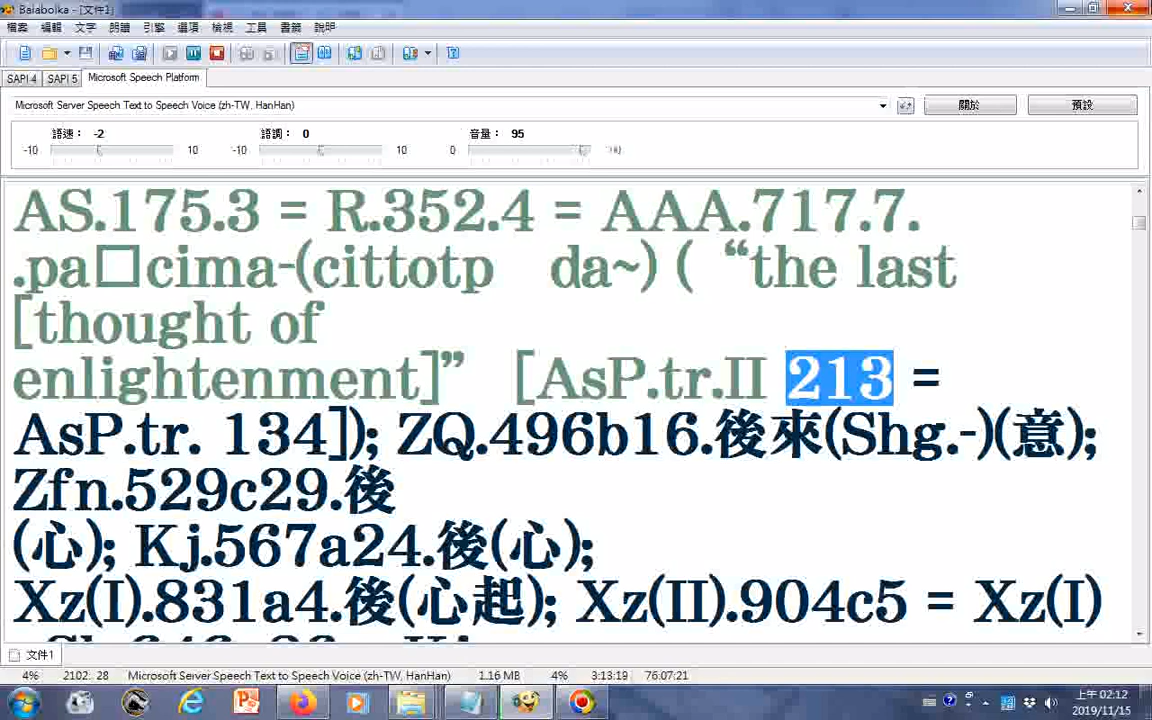 Balabolka - [文件1]
檔案 編輯 文字 朗讀 引擎 選項 檢視 工具 書籤 說明
SAPI 4 SAPI 5 Microsoft Speech Platform
Microsoft Server Speech Text to Speech Voice (zh-TW, HanHan) 關於 預設
語速： -2 語調： 0 音量： 95
-10 10 -10 10 0 100
AS.175.3 = R.352.4 = AAA.717.7.
.pa□cima-(cittotp da~) ( “the last
[thought of
enlightenment]” [AsP.tr.II 213 =
AsP.tr. 134]); ZQ.496b16.後來(Shg.-)(意);
Zfn.529c29.後
(心); Kj.567a24.後(心);
Xz(I).831a4.後(心起); Xz(II).904c5 = Xz(I)
文件1
4% 2102: 28 Microsoft Server Speech Text to Speech Voice (zh-TW, HanHan) 1.16 MB 4% 3:13:19 76:07:21
上午 02:12
2019/11/15